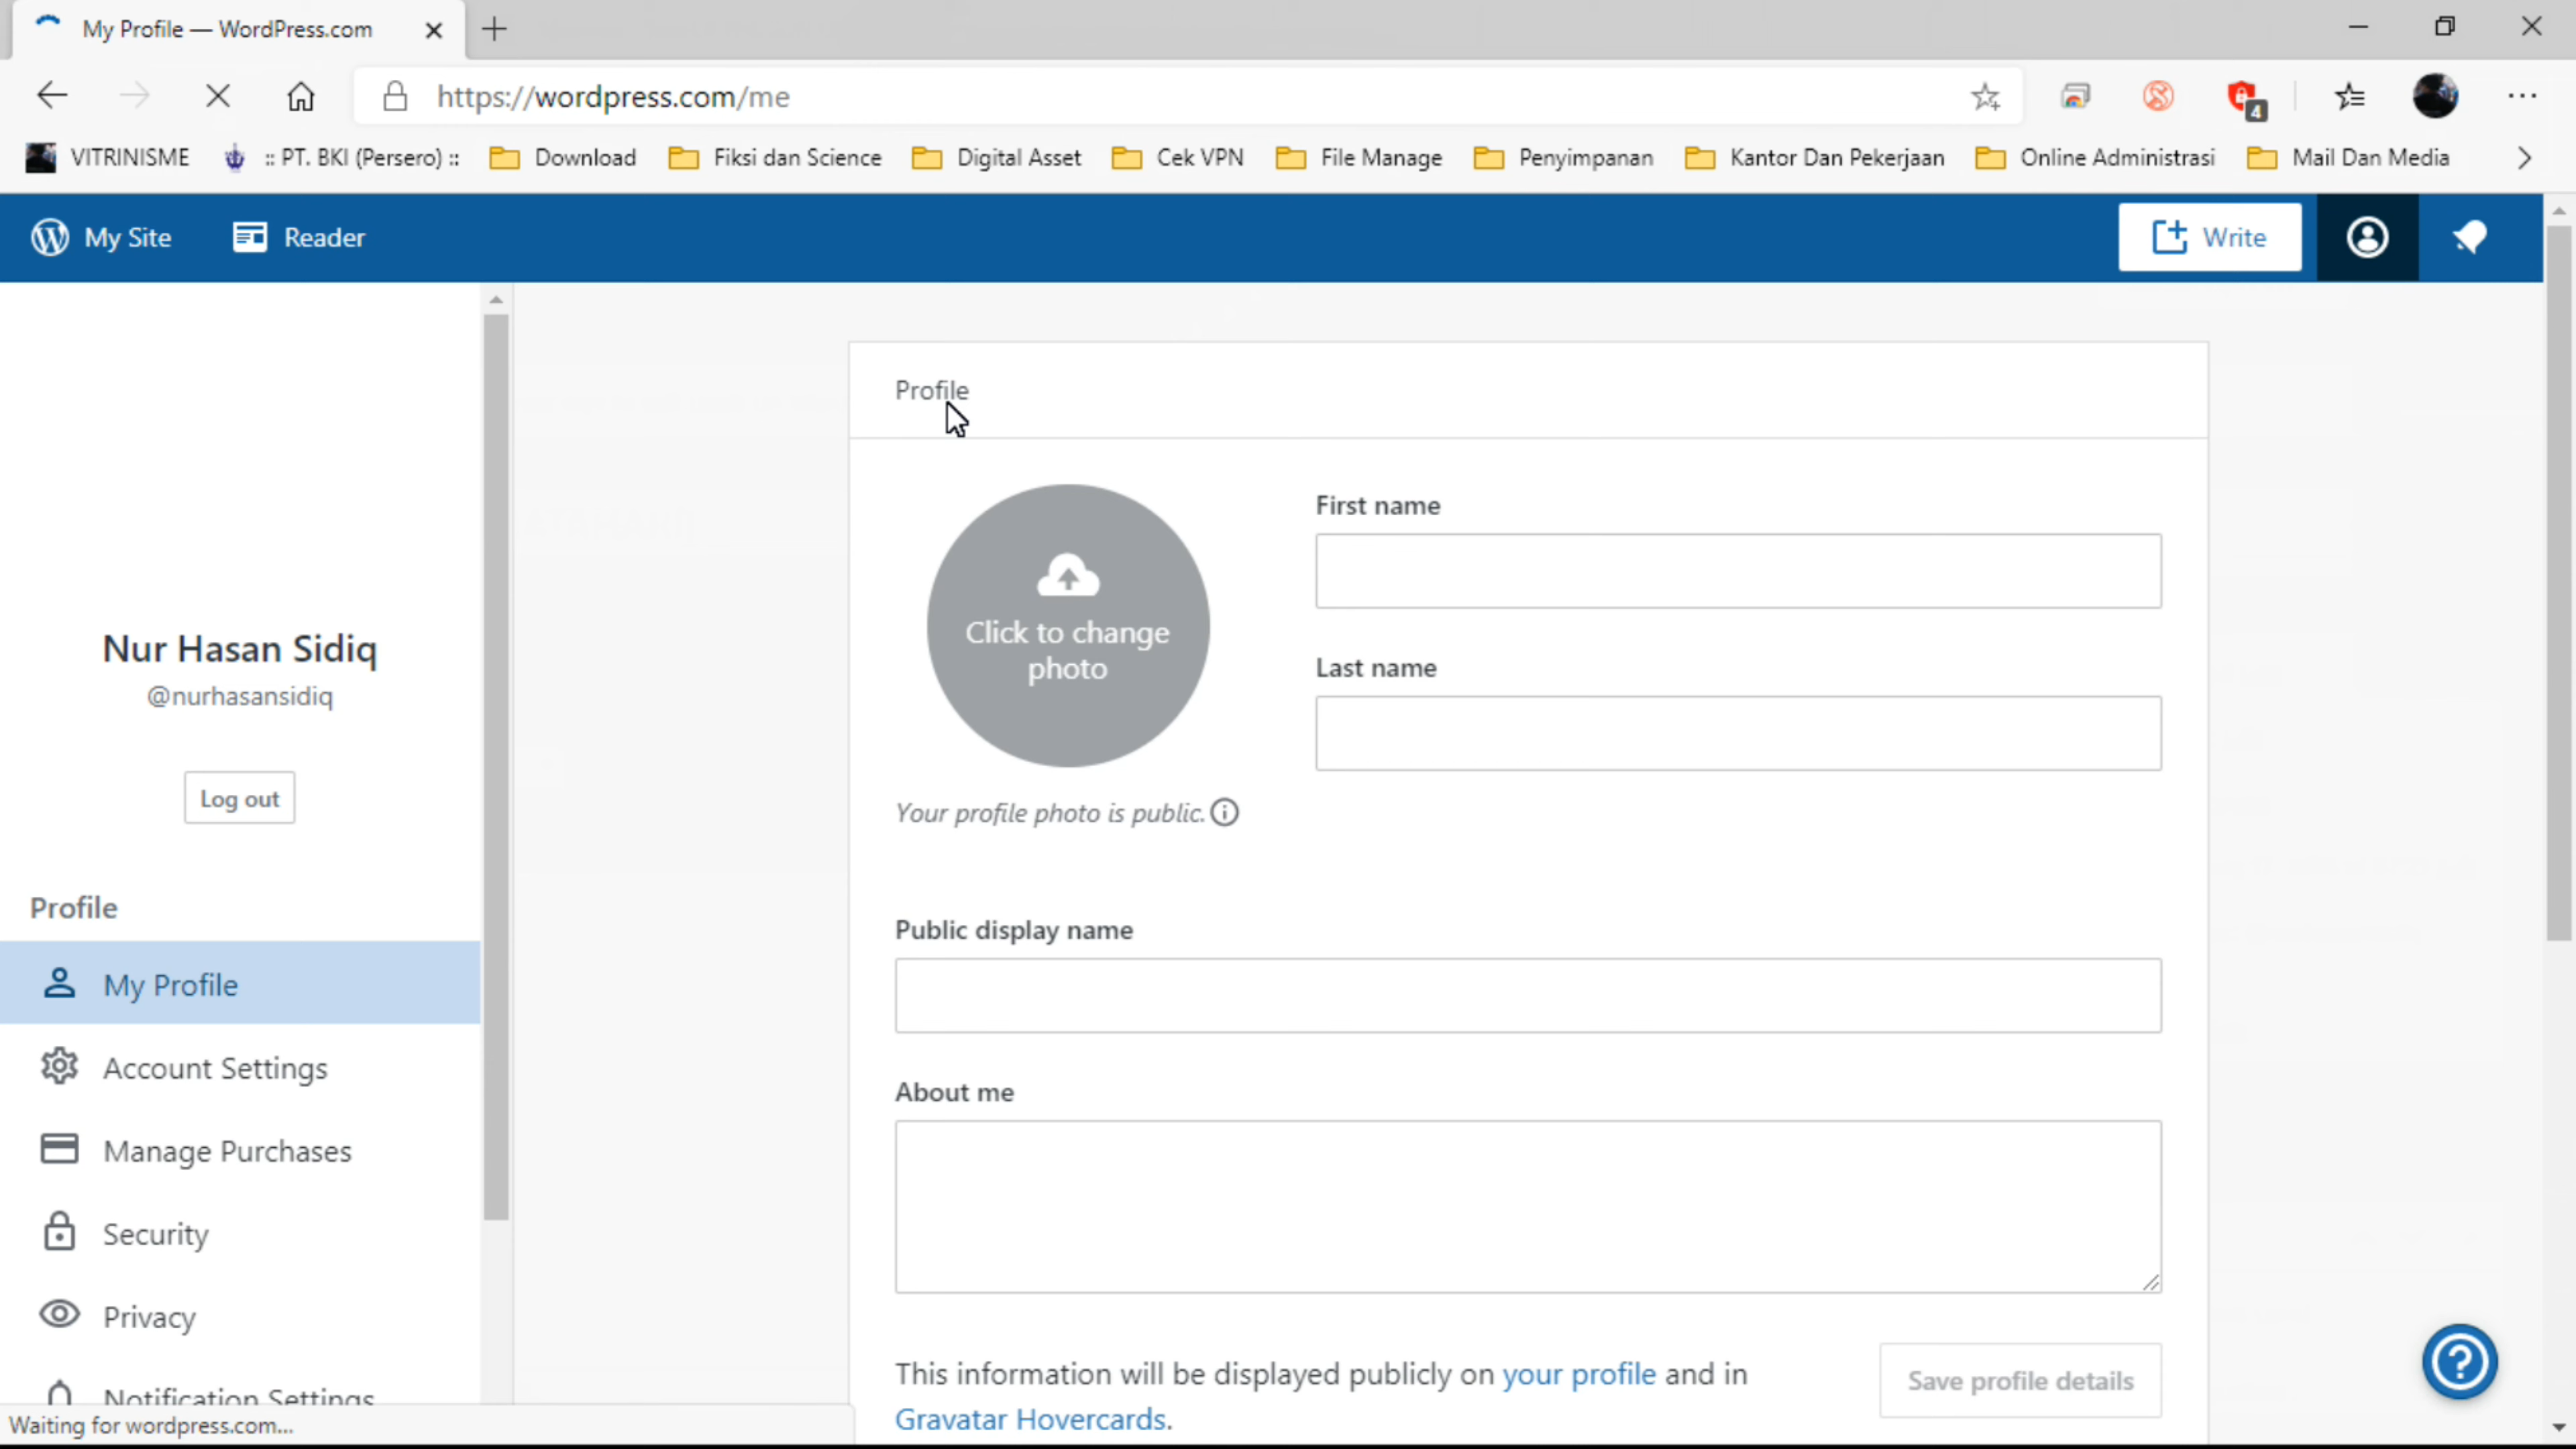 My Profile — WordPress.com
https://wordpress.com/me
4
VITRINISME :: PT. BKI (Persero) :: Download Fiksi dan Science Digital Asset Cek VPN File Manage Penyimpanan Kantor Dan Pekerjaan Online Administrasi Mail Dan Media
My Site Reader Write
Profile
First name
Click to change
photo
Last name
Your profile photo is public.
Nur Hasan Sidiq
@nurhasansidiq
Log out
Profile
My Profile
Account Settings
Manage Purchases
Security
Privacy
Notification Settings
Public display name
About me
This information will be displayed publicly on your profile and in
Gravatar Hovercards.
Save profile details
Waiting for wordpress.com...